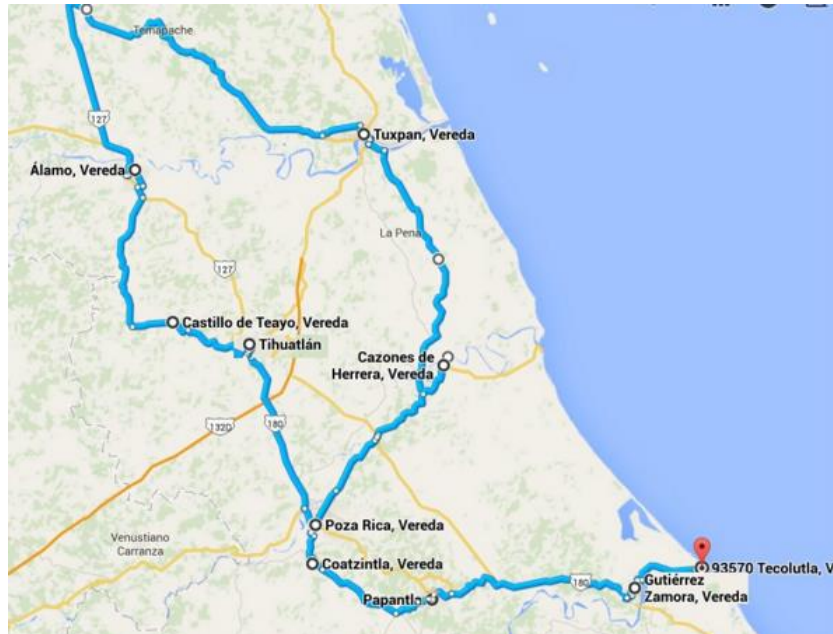 Temapache
127
Tuxpan, Vereda
Álamo, Vereda
La Pena
127
Castillo de Teayo, Vereda
Tihuatlán
Cazones de
Herrera, Vereda
132D
180
Poza Rica, Vereda
Venustiano
Carranza
Coatzintla, Vereda
93570 Tecolutla, V
180
Gutiérrez
Zamora, Vereda
Papantla